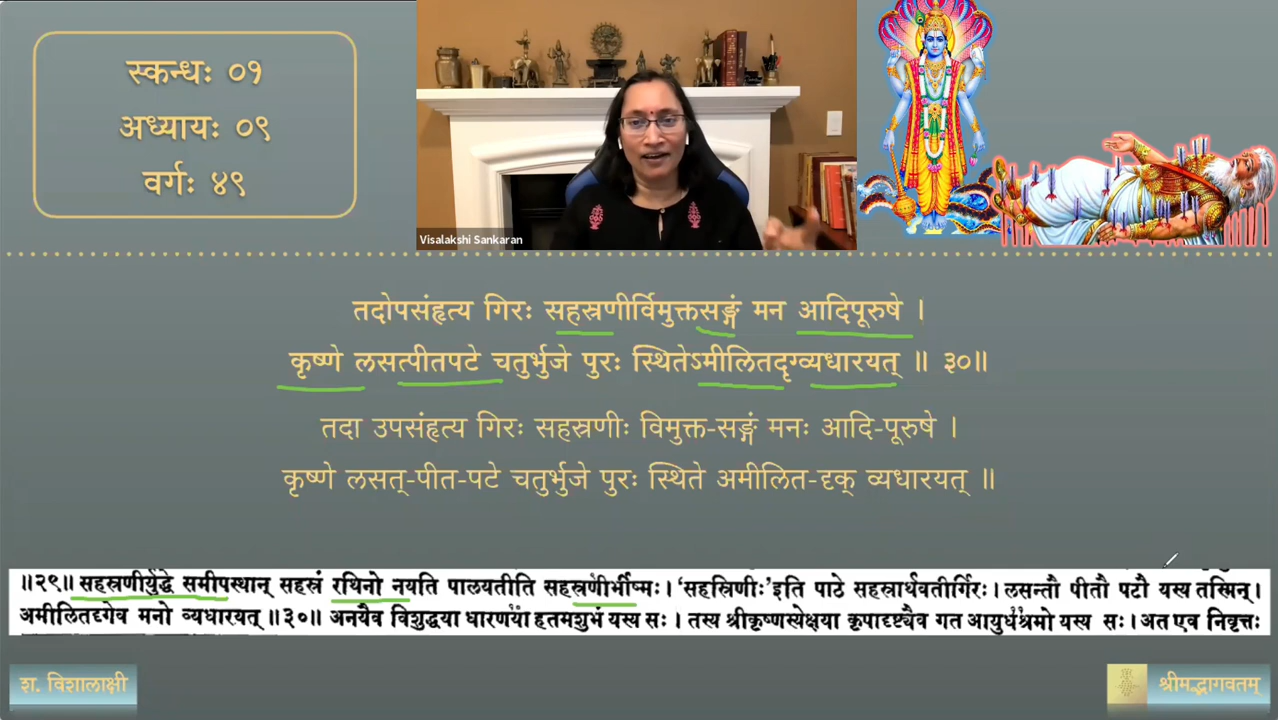 स्कन्धः ०१
अध्यायः ०९
वर्गः ४९
Visalakshi Sankaran
तदोपसंहृत्य गिरः सहस्रणीर्विमुक्तसङ्गं मन आदिपूरुषे ।
कृष्णे लसत्पीतपटे चतुर्भुजे पुरः स्थितेऽमीलितदृग्व्यधारयत् ॥ ३०॥
तदा उपसंहृत्य गिरः सहस्रणीः विमुक्त-सङ्गं मनः आदि-पूरुषे ।
कृष्णे लसत्-पीत-पटे चतुर्भुजे पुरः स्थिते अमीलित-दृक् व्यधारयत् ॥
॥२९॥ सहस्रणीर्युद्धे समीपस्थान् सहस्रं रथिनो नयति पालयतीति सहस्रणीर्भीष्मः। 'सहस्रिणीः'इति पाठे सहस्रार्थवतीर्गिरः। लसन्तौ पीतौ पटौ यस्य तस्मिन्।
अमीलितदृगेव मनो व्यधारयत्॥३०॥ अनयैव विशुद्धया धारणया हतमशुभं यस्य सः। तस्य श्रीकृष्णस्येक्षया कृपादृष्ट्यैव गत आयुधश्रमो यस्य सः। अत एव निवृत्तः
श. विशालाक्षी
श्रीमद्भागवतम्